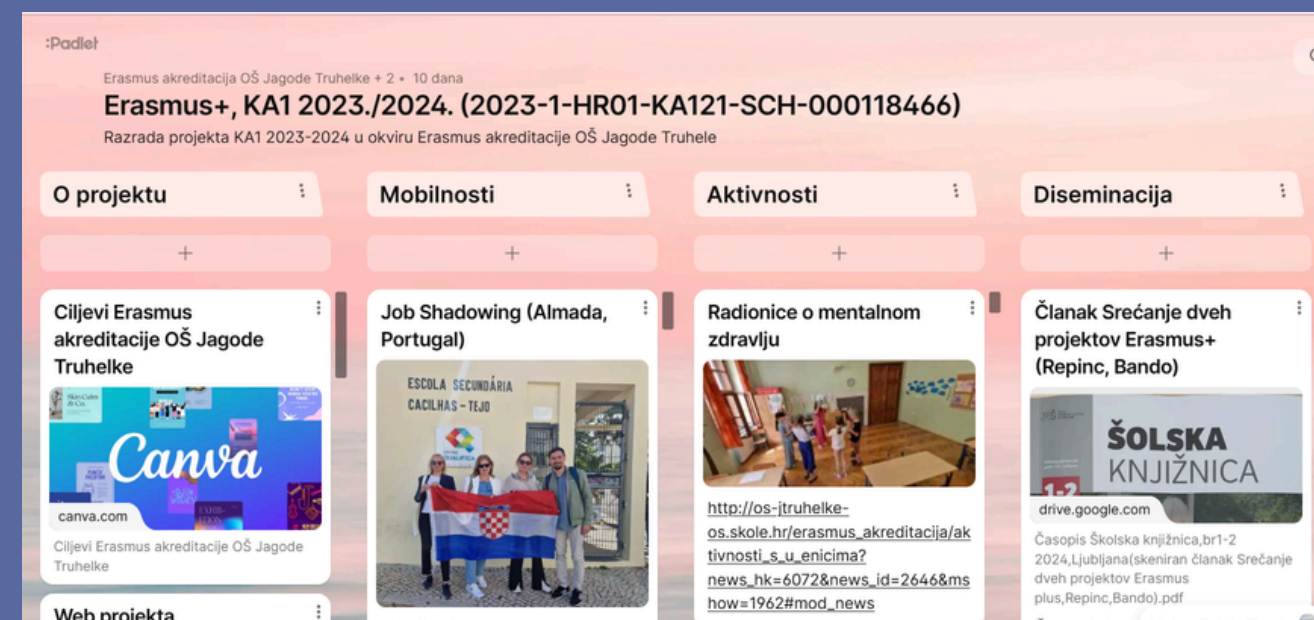 :Padlet
Erasmus akreditacija OŠ Jagode Truhelke + 2 • 10 dana
Erasmus+, KA1 2023./2024. (2023-1-HR01-KA121-SCH-000118466)
Razrada projekta KA1 2023-2024 u okviru Erasmus akreditacije OŠ Jagode Truhele
O projektu
Ciljevi Erasmus
akreditacije OŠ Jagode
Truhelke
Canva
canva.com
Ciljevi Erasmus akreditacije OŠ Jagode
Truhelke
Web projekta
Mobilnosti
Job Shadowing (Almada,
Portugal)
ESCOLA SECUNDÁRIA
CACILHAS - TEJO
Aktivnosti
Radionice o mentalnom
zdravlju
http://os-jtruhelke-
os.skole.hr/erasmus_akreditacija/ak
tivnosti_s_u_enicima?
news_hk=6072&news_id=2646&ms
how=1962#mod_news
Diseminacija
Članak Srećanje dveh
projektov Erasmus+
(Repinc, Bando)
ŠOLSKA
KNJIŽNICA
1-2
drive.google.com
Časopis Školska knjižnica,br1-2
2024,Ljubljana(skeniran članak Srečanje
dveh projektov Erasmus
plus,Repinc,Bando).pdf